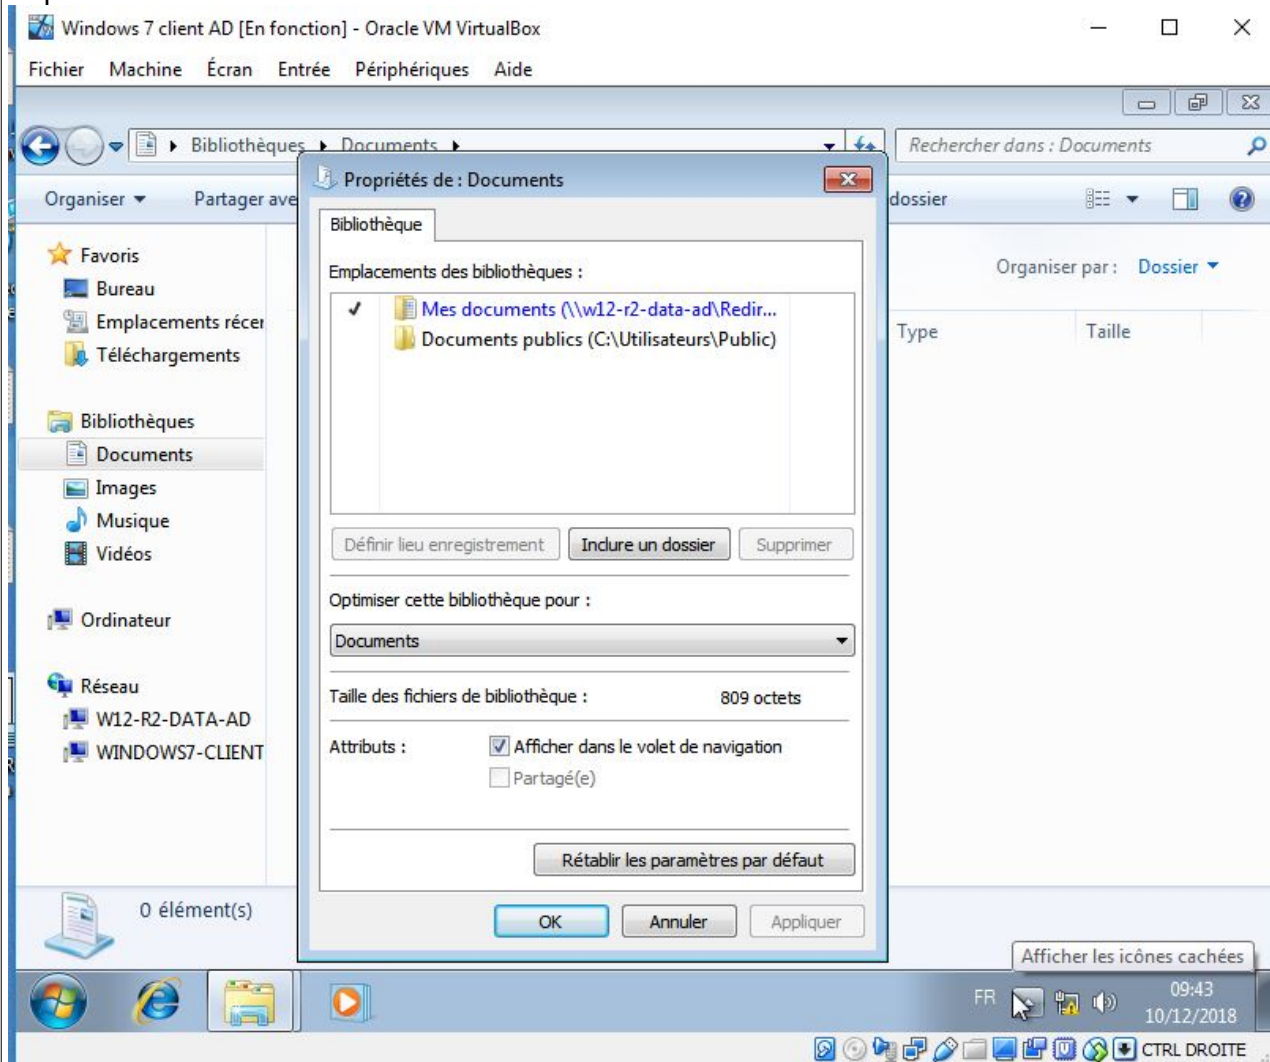 Windows 7 client AD [En fonction] - Oracle VM VirtualBox
Fichier Machine Écran Entrée Périphériques Aide
Bibliothèques Documents
Rechercher dans : Documents
Organiser Partager ave
dossier
Propriétés de : Documents
Bibliothèque
Emplacements des bibliothèques :
Mes documents (\\w12-r2-data-ad\Redir...
Documents publics (C:\Utilisateurs\Public)
Définir lieu enregistrement Inclure un dossier Supprimer
Optimiser cette bibliothèque pour :
Documents
Taille des fichiers de bibliothèque : 809 octets
Attributs : Afficher dans le volet de navigation
Partagé(e)
Rétablir les paramètres par défaut
OK Annuler Appliquer
Favoris
Bureau
Emplacements récer
Téléchargements
Bibliothèques
Documents
Images
Musique
Vidéos
Ordinateur
Réseau
W12-R2-DATA-AD
WINDOWS7-CLIENT
Organiser par : Dossier
Type Taille
0 élément(s)
Afficher les icônes cachées
FR
09:43
10/12/2018
CTRL DROITE